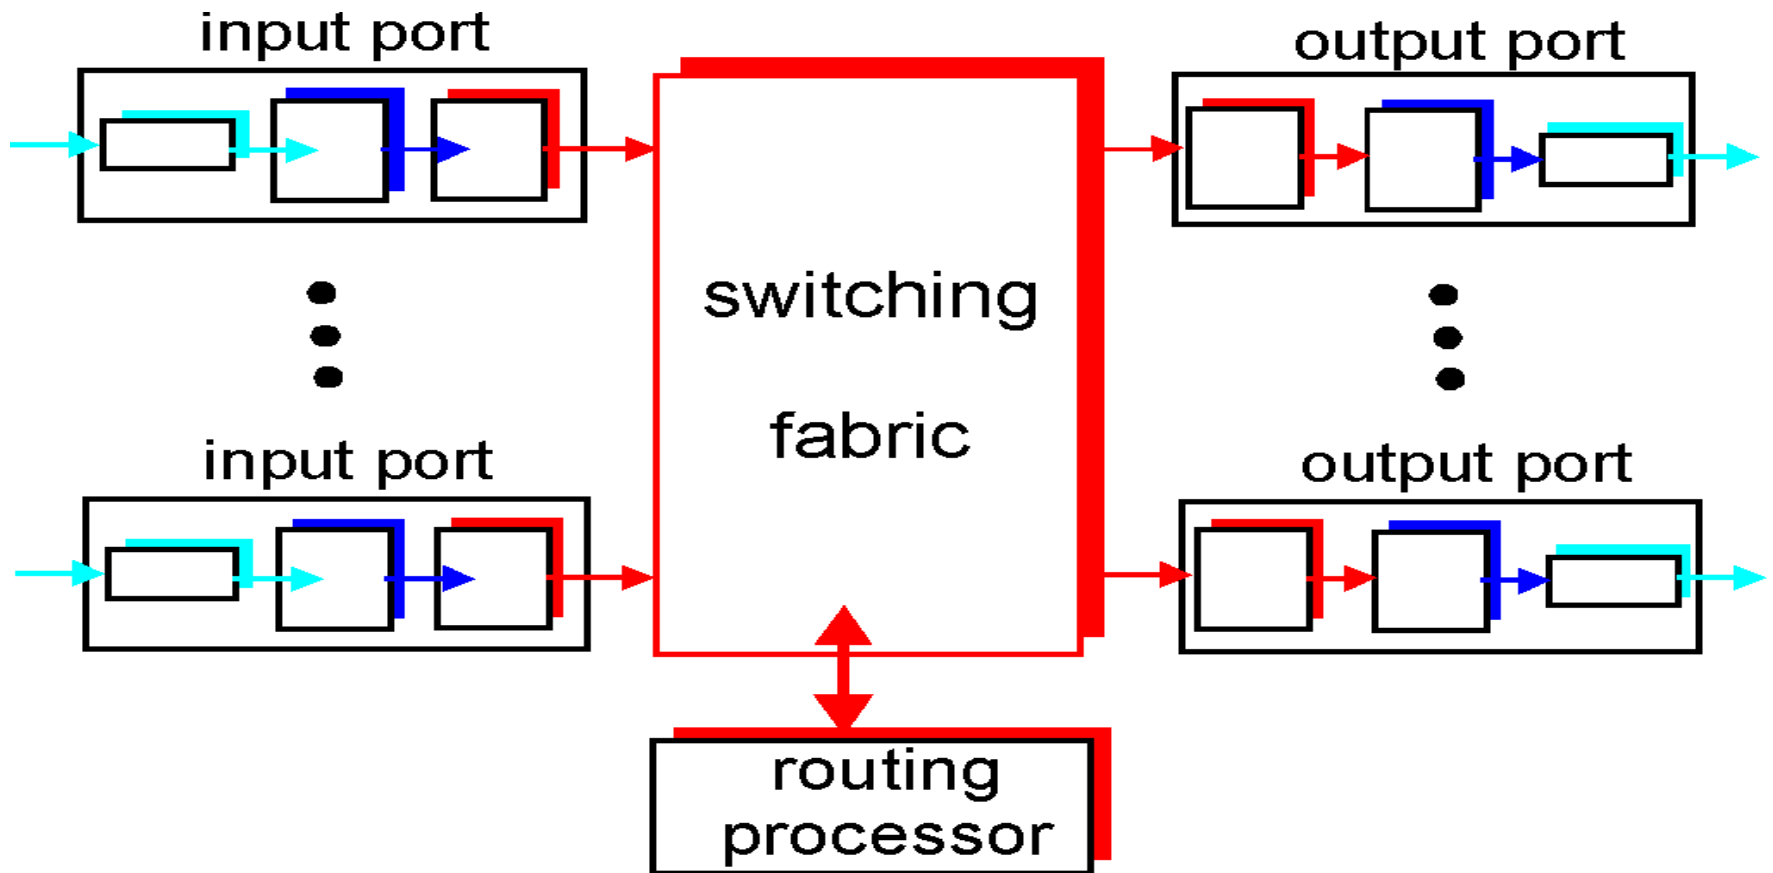 input port
output port
switching
fabric
input port
output port
routing
processor